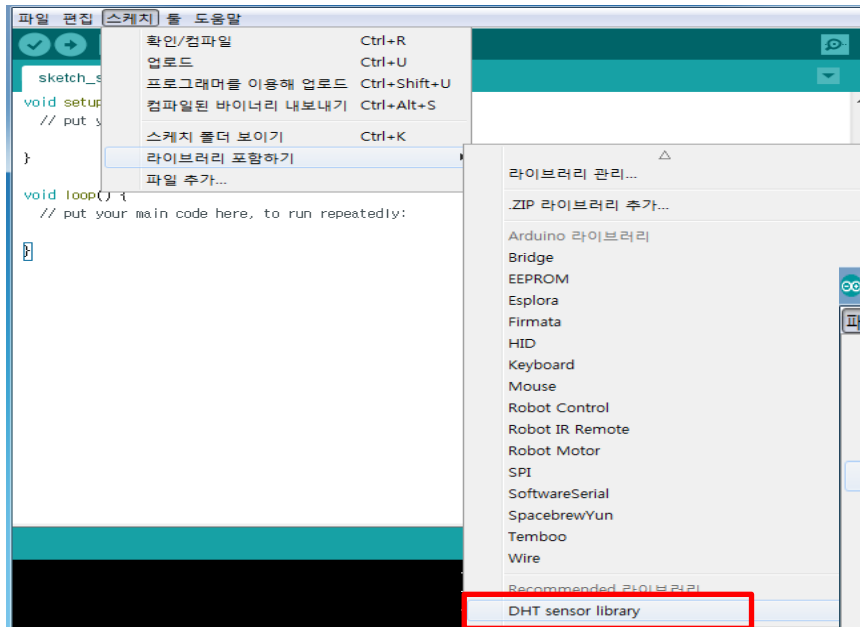 파일 편집 스케치 툴 도움말
확인/컴파일 Ctrl+R
업로드 Ctrl+U
프로그래머를 이용해 업로드 Ctrl+Shift+U
컴파일된 바이너리 내보내기 Ctrl+Alt+S
스케치 폴더 보이기 Ctrl+K
라이브러리 포함하기
파일 추가...
sketch_s
void setup
// put y
}
void loop() {
// put your main code here, to run repeatedly:
}
라이브러리 관리...
.ZIP 라이브러리 추가...
Arduino 라이브러리
Bridge
EEPROM
Esplora
Firmata
HID
Keyboard
Mouse
Robot Control
Robot IR Remote
Robot Motor
SPI
SoftwareSerial
SpacebrewYun
Temboo
Wire
Recommended 라이브러리
DHT sensor library